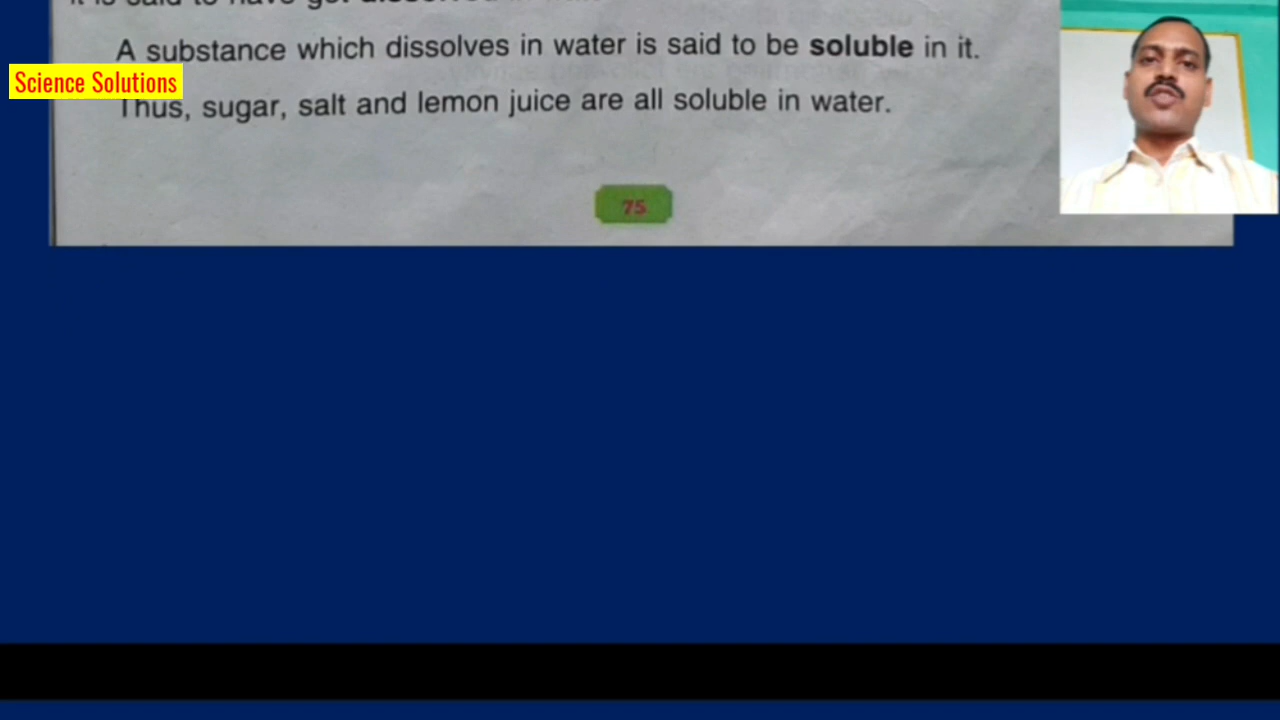 A substance which dissolves in water is said to be soluble in it.
Science Solutions
Thus, sugar, salt and lemon juice are all soluble in water.
75